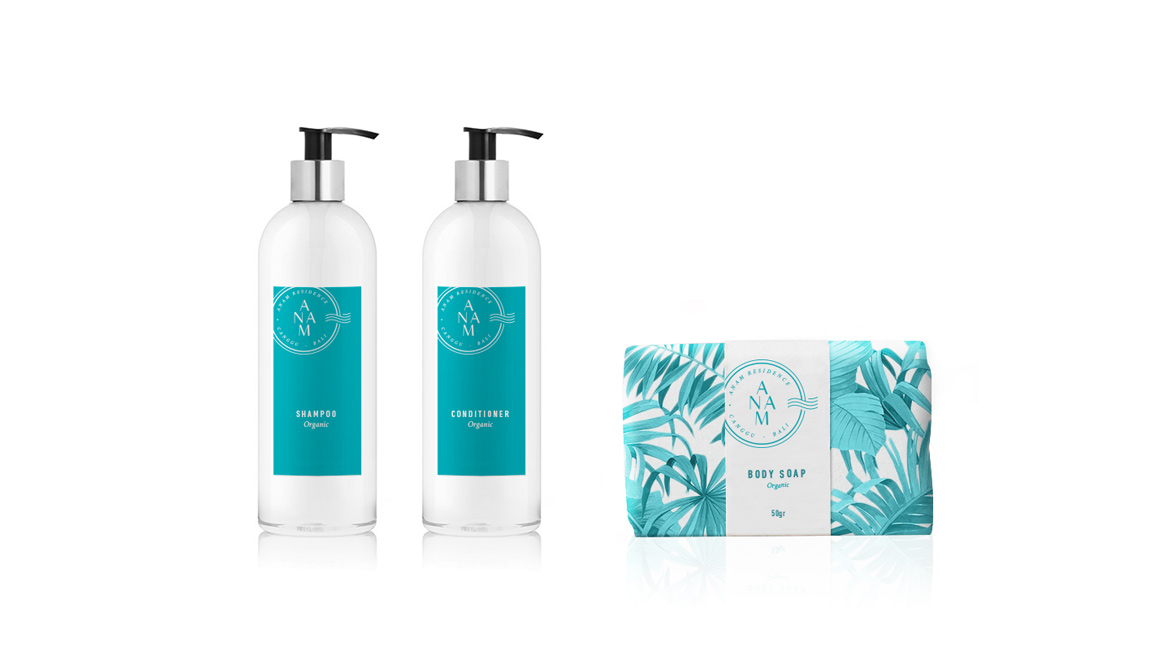 ANAM RESIDENCE
A
NA
M
CANGGU · BALI
SHAMPOO
Organic
ANAM RESIDENCE
A
NA
M
CANGGU · BALI
CONDITIONER
Organic
ANAM RESIDENCE
A
NA
M
CANGGU · BALI
BODY SOAP
Organic
50gr